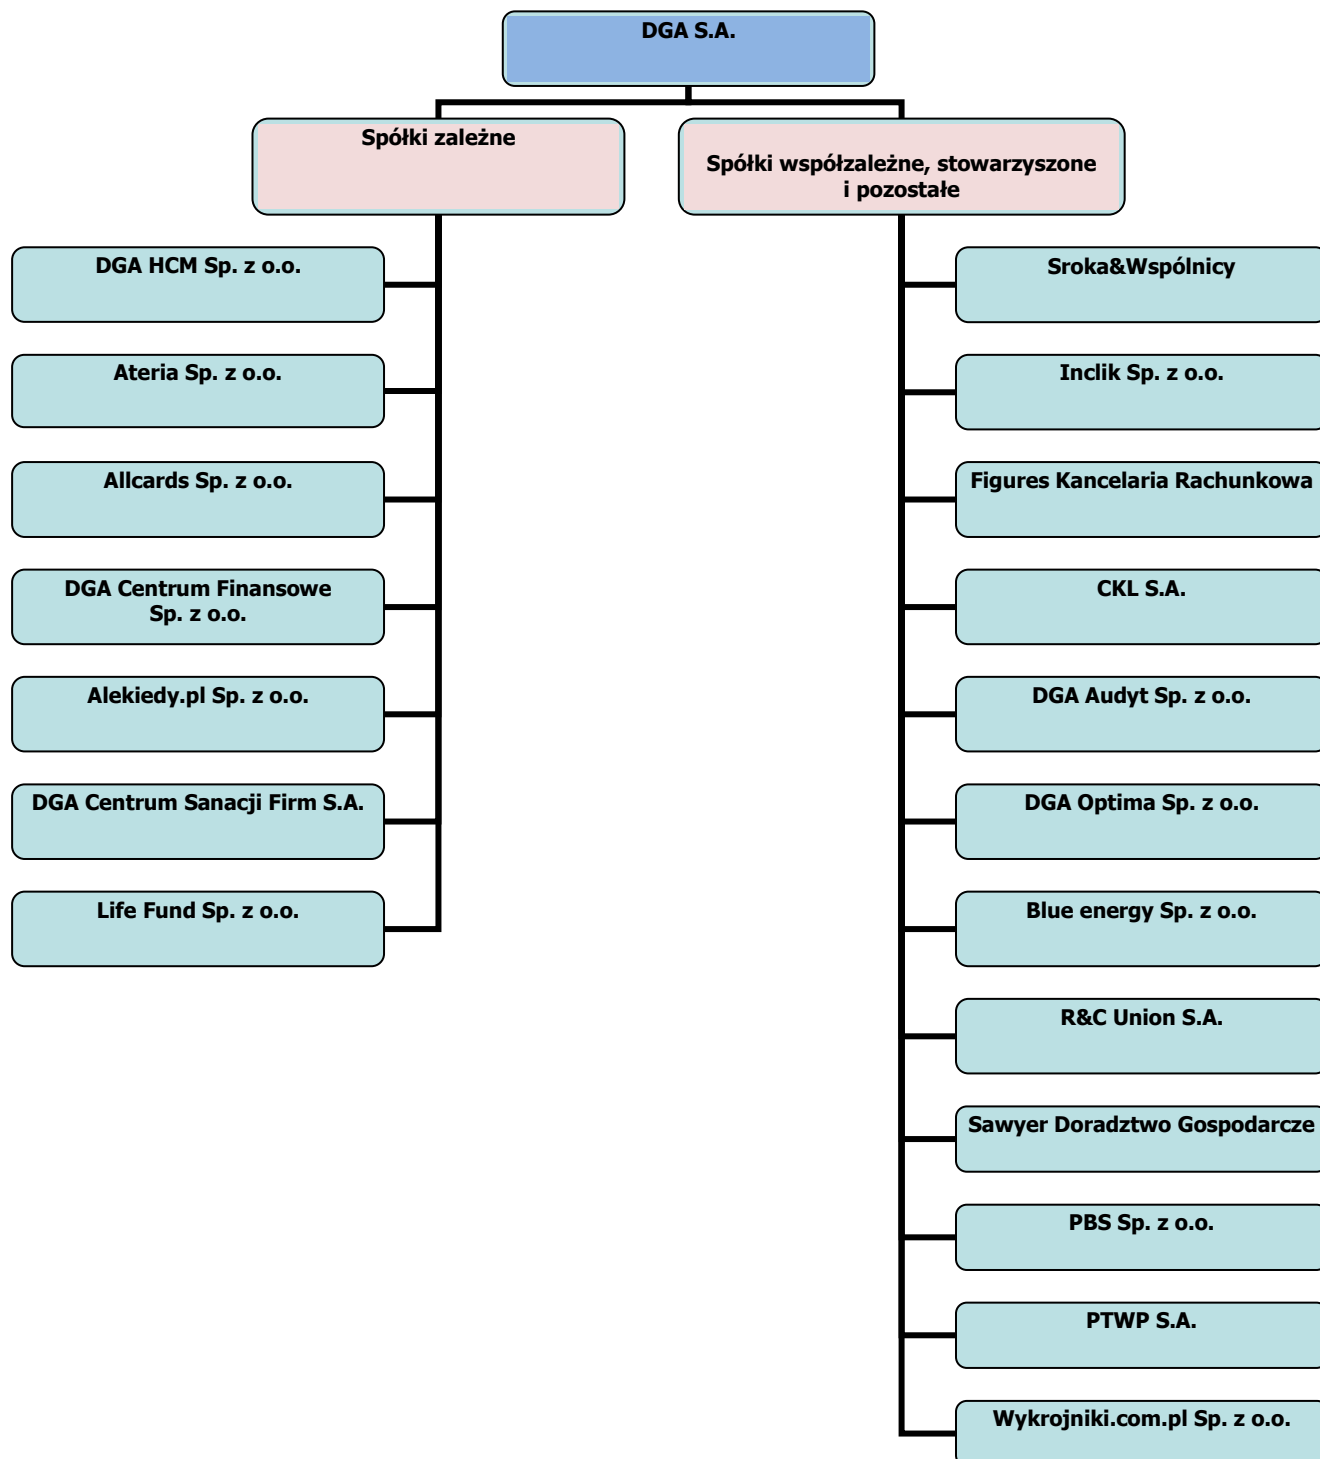 DGA S.A.
Spółki zależne
Spółki współzależne, stowarzyszone
i pozostałe
DGA HCM Sp. z o.o.
Ateria Sp. z o.o.
Allcards Sp. z o.o.
DGA Centrum Finansowe
Sp. z o.o.
Alekiedy.pl Sp. z o.o.
DGA Centrum Sanacji Firm S.A.
Life Fund Sp. z o.o.
Sroka&Wspólnicy
Inclik Sp. z o.o.
Figures Kancelaria Rachunkowa
CKL S.A.
DGA Audyt Sp. z o.o.
DGA Optima Sp. z o.o.
Blue energy Sp. z o.o.
R&C Union S.A.
Sawyer Doradztwo Gospodarcze
PBS Sp. z o.o.
PTWP S.A.
Wykrojniki.com.pl Sp. z o.o.